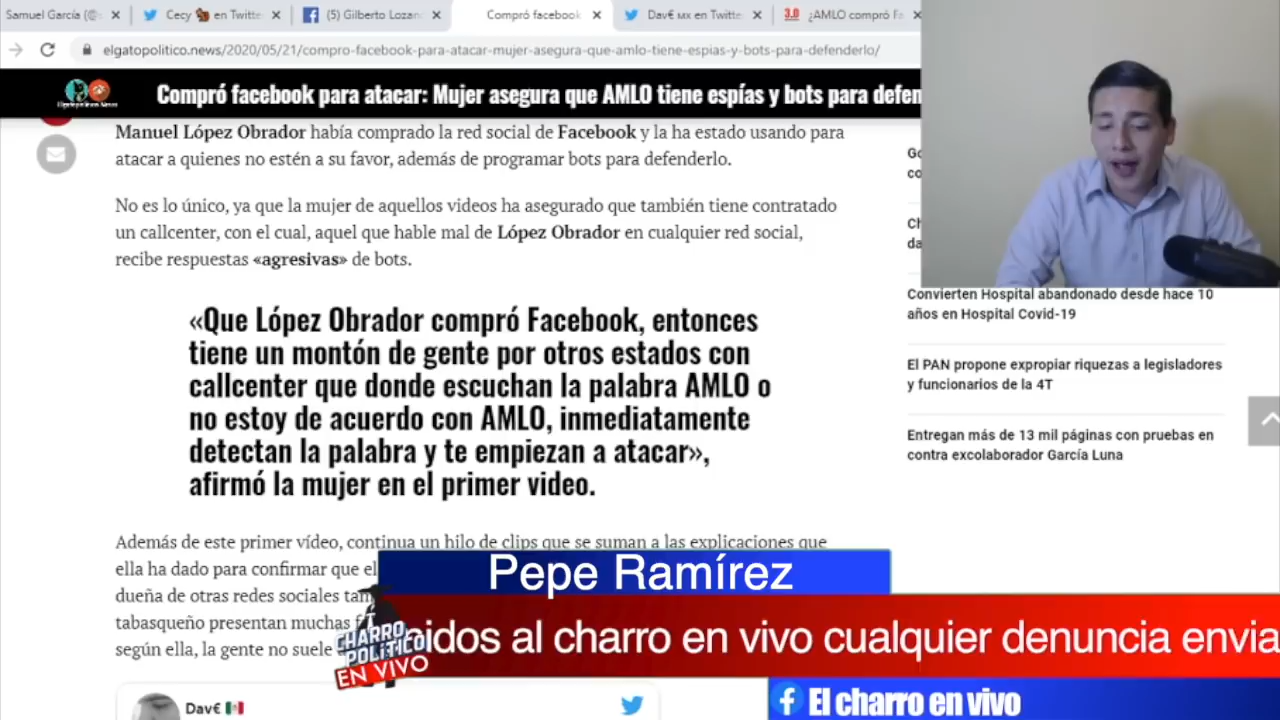 Samuel García (@
Cecy en Twitte
(5) Gilberto Lozan
Compró facebook
Dav€ MX en Twitte
3.0 ¿AMLO compró Fa
elgatopolitico.news/2020/05/21/compro-facebook-para-atacar-mujer-asegura-que-amlo-tiene-espias-y-bots-para-defenderlo/
Compró facebook para atacar: Mujer asegura que AMLO tiene espías y bots para defen
Manuel López Obrador había comprado la red social de Facebook y la ha estado usando para
atacar a quienes no estén a su favor, además de programar bots para defenderlo.
No es lo único, ya que la mujer de aquellos videos ha asegurado que también tiene contratado
un callcenter, con el cual, aquel que hable mal de López Obrador en cualquier red social,
recibe respuestas «agresivas» de bots.
«Que López Obrador compró Facebook, entonces
tiene un montón de gente por otros estados con
callcenter que donde escuchan la palabra AMLO o
no estoy de acuerdo con AMLO, inmediatamente
detectan la palabra y te empiezan a atacar»,
afirmó la mujer en el primer video.
Además de este primer vídeo, continua un hilo de clips que se suman a las explicaciones que
ella ha dado para confirmar que el
dueña de otras redes sociales tam
tabasqueño presentan muchas f
según ella, la gente no suele
Dav€
Go
co
Ch
da
Convierten Hospital abandonado desde hace 10
años en Hospital Covid-19
El PAN propone expropiar riquezas a legisladores
y funcionarios de la 4T
Entregan más de 13 mil páginas con pruebas en
contra excolaborador García Luna
Pepe Ramírez
nidos al charro en vivo cualquier denuncia envia
CHARRO
POLÍTICO
EN VIVO
El charro en vivo